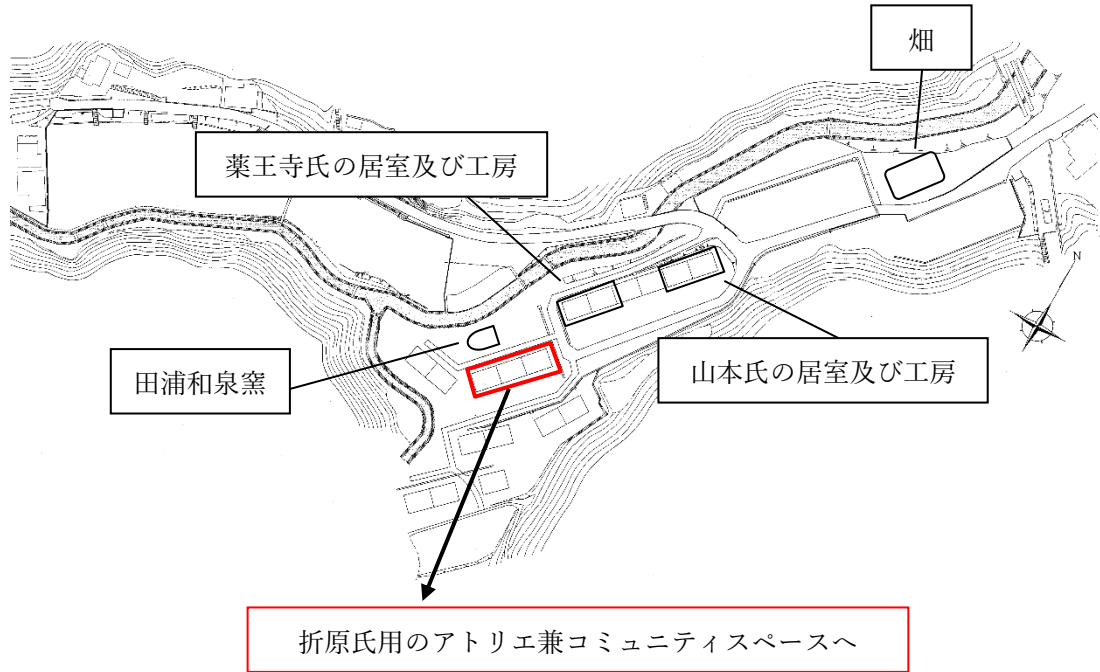 畑
薬王寺氏の居室及び工房
N
田浦和泉窯
山本氏の居室及び工房
折原氏用のアトリエ兼コミュニティスペースへ